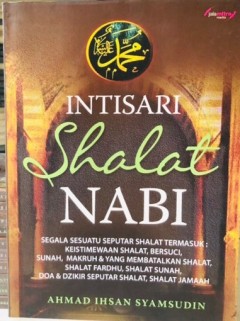 محمد
INTISARI
Shalat
NABI
SEGALA SESUATU SEPUTAR SHALAT TERMASUK :
KEISTIMEWAAN SHALAT, BERSUCI,
SUNAH, MAKRUH & YANG MEMBATALKAN SHALAT,
SHALAT FARDHU, SHALAT SUNAH,
DOA & DZIKIR SEPUTAR SHALAT, SHALAT JAMAAH
AHMAD IHSAN SYAMSUDIN